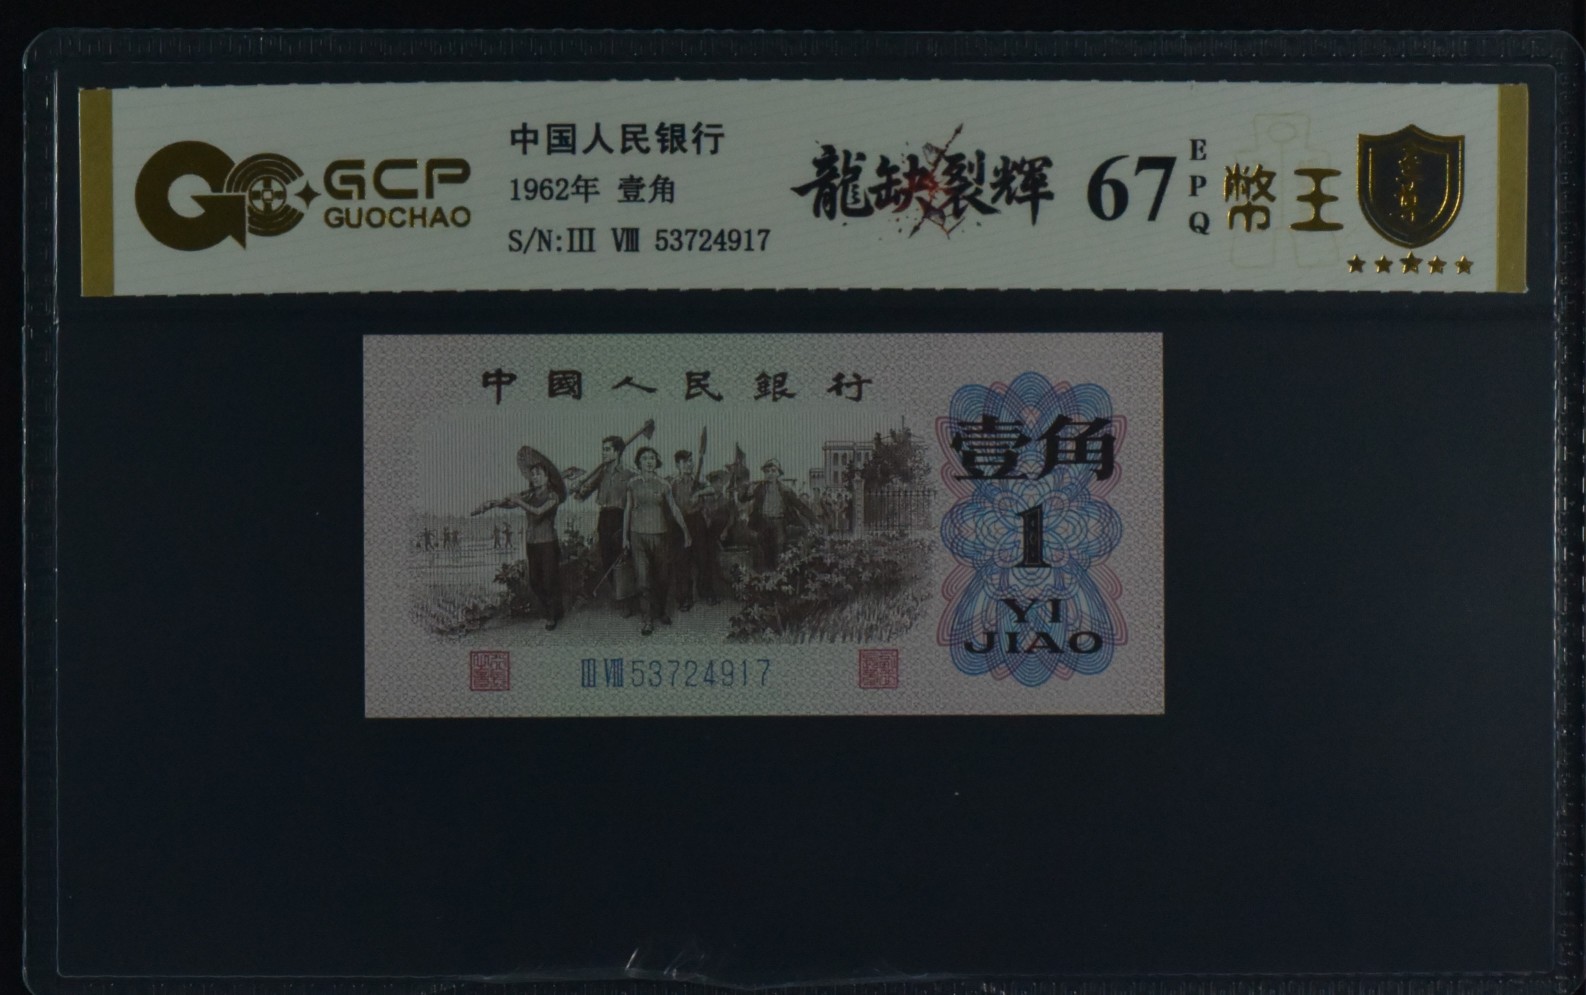 GCP
GUOCHAO
中国人民银行
1962年 壹角
S/N:III VIII 53724917
龍缺裂輝
67
EPQ
幣王
中國人民銀行
壹角
1
YI
JIAO
III VIII 53724917